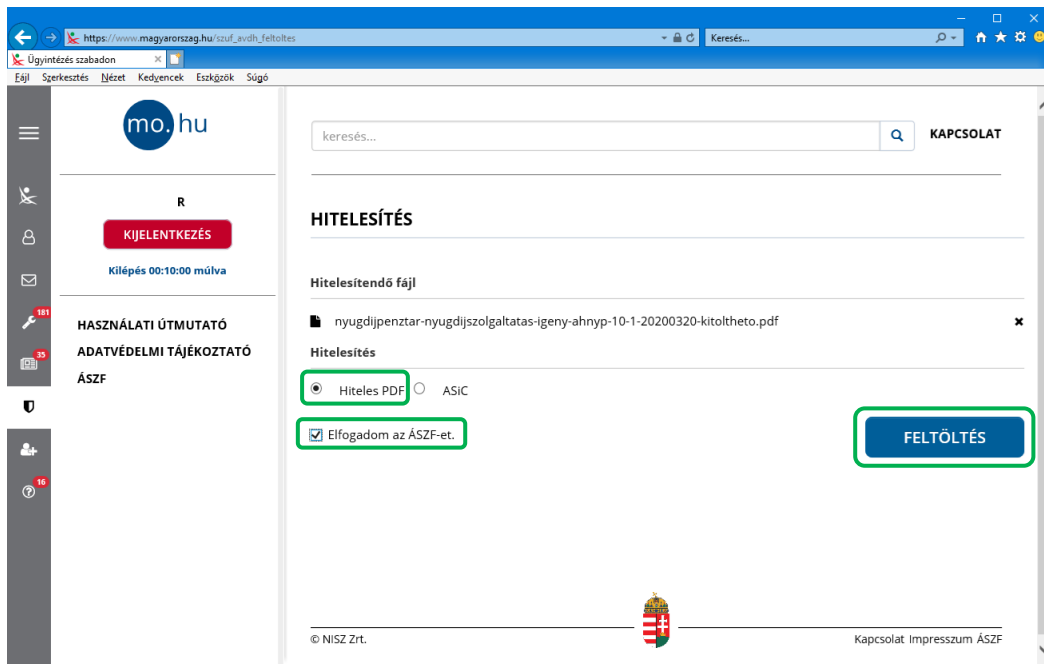 https://www.magyarorszag.hu/szuf_avdh_feltoltes
Keresés...
Ügyintézés szabadon
Fájl Szerkesztés Nézet Kedvencek Eszközök Súgó
mo.hu
keresés...
KAPCSOLAT
R
KIJELENTKEZÉS
Kilépés 00:10:00 múlva
181
HASZNÁLATI ÚTMUTATÓ
35
ADATVÉDELMI TÁJÉKOZTATÓ
ÁSZF
16
HITELESÍTÉS
Hitelesítendő fájl
nyugdijpenztar-nyugdijszolgaltatas-igeny-ahnyp-10-1-20200320-kitoltheto.pdf
Hitelesítés
Hiteles PDF ASiC
Elfogadom az ÁSZF-et.
FELTÖLTÉS
© NISZ Zrt.
Kapcsolat Impresszum ÁSZF